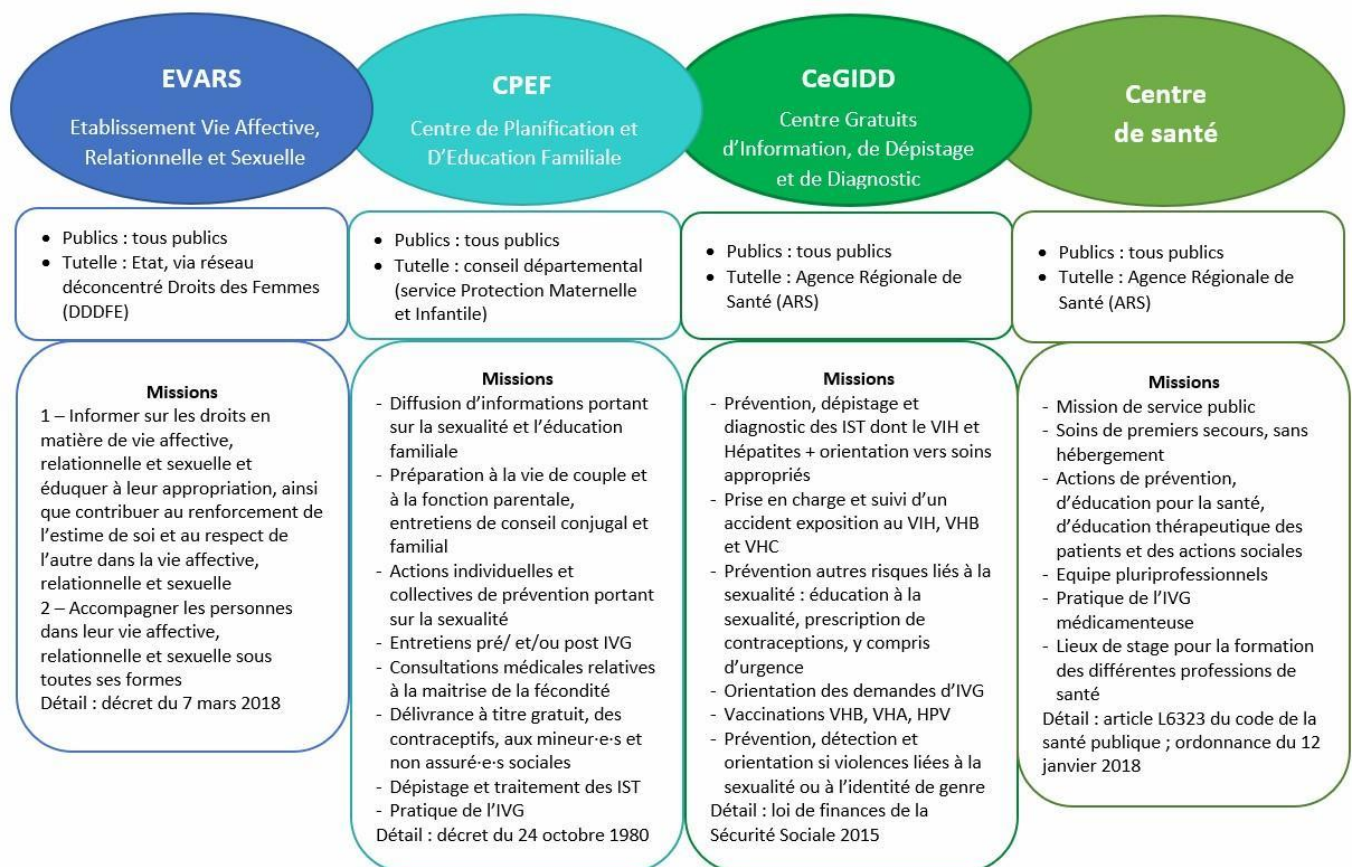 EVARS
Etablissement Vie Affective,
Relationnelle et Sexuelle
CPEF
Centre de Planification et
D'Education Familiale
CeGIDD
Centre Gratuits
d'Information, de Dépistage
et de Diagnostic
Centre
de santé
• Publics : tous publics
• Tutelle : Etat, via réseau
déconcentré Droits des Femmes
(DDDFE)
• Publics : tous publics
• Tutelle : conseil départemental
(service Protection Maternelle
et Infantile)
• Publics : tous publics
• Tutelle : Agence Régionale de
Santé (ARS)
• Publics : tous publics
• Tutelle : Agence Régionale de
Santé (ARS)
Missions
1 – Informer sur les droits en
matière de vie affective,
relationnelle et sexuelle et
éduquer à leur appropriation, ainsi
que contribuer au renforcement de
l'estime de soi et au respect de
l'autre dans la vie affective,
relationnelle et sexuelle
2 – Accompagner les personnes
dans leur vie affective,
relationnelle et sexuelle sous
toutes ses formes
Détail : décret du 7 mars 2018
Missions
- Diffusion d'informations portant
sur la sexualité et l'éducation
familiale
- Préparation à la vie de couple et
à la fonction parentale,
entretiens de conseil conjugal et
familial
- Actions individuelles et
collectives de prévention portant
sur la sexualité
- Entretiens pré/ et/ou post IVG
- Consultations médicales relatives
à la maitrise de la fécondité
- Délivrance à titre gratuit, des
contraceptifs, aux mineur·e·s et
non assuré·e·s sociales
- Dépistage et traitement des IST
- Pratique de l'IVG
Détail : décret du 24 octobre 1980
Missions
- Prévention, dépistage et
diagnostic des IST dont le VIH et
Hépatites + orientation vers soins
appropriés
- Prise en charge et suivi d'un
accident exposition au VIH, VHB
et VHC
- Prévention autres risques liés à la
sexualité : éducation à la
sexualité, prescription de
contraceptions, y compris
d'urgence
- Orientation des demandes d'IVG
- Vaccinations VHB, VHA, HPV
- Prévention, détection et
orientation si violences liées à la
sexualité ou à l'identité de genre
Détail : loi de finances de la
Sécurité Sociale 2015
Missions
- Mission de service public
- Soins de premiers secours, sans
hébergement
- Actions de prévention,
d'éducation pour la santé,
d'éducation thérapeutique des
patients et des actions sociales
- Equipe pluriprofessionnels
- Pratique de l'IVG
médicamenteuse
- Lieux de stage pour la formation
des différentes professions de
santé
Détail : article L6323 du code de la
santé publique ; ordonnance du 12
janvier 2018